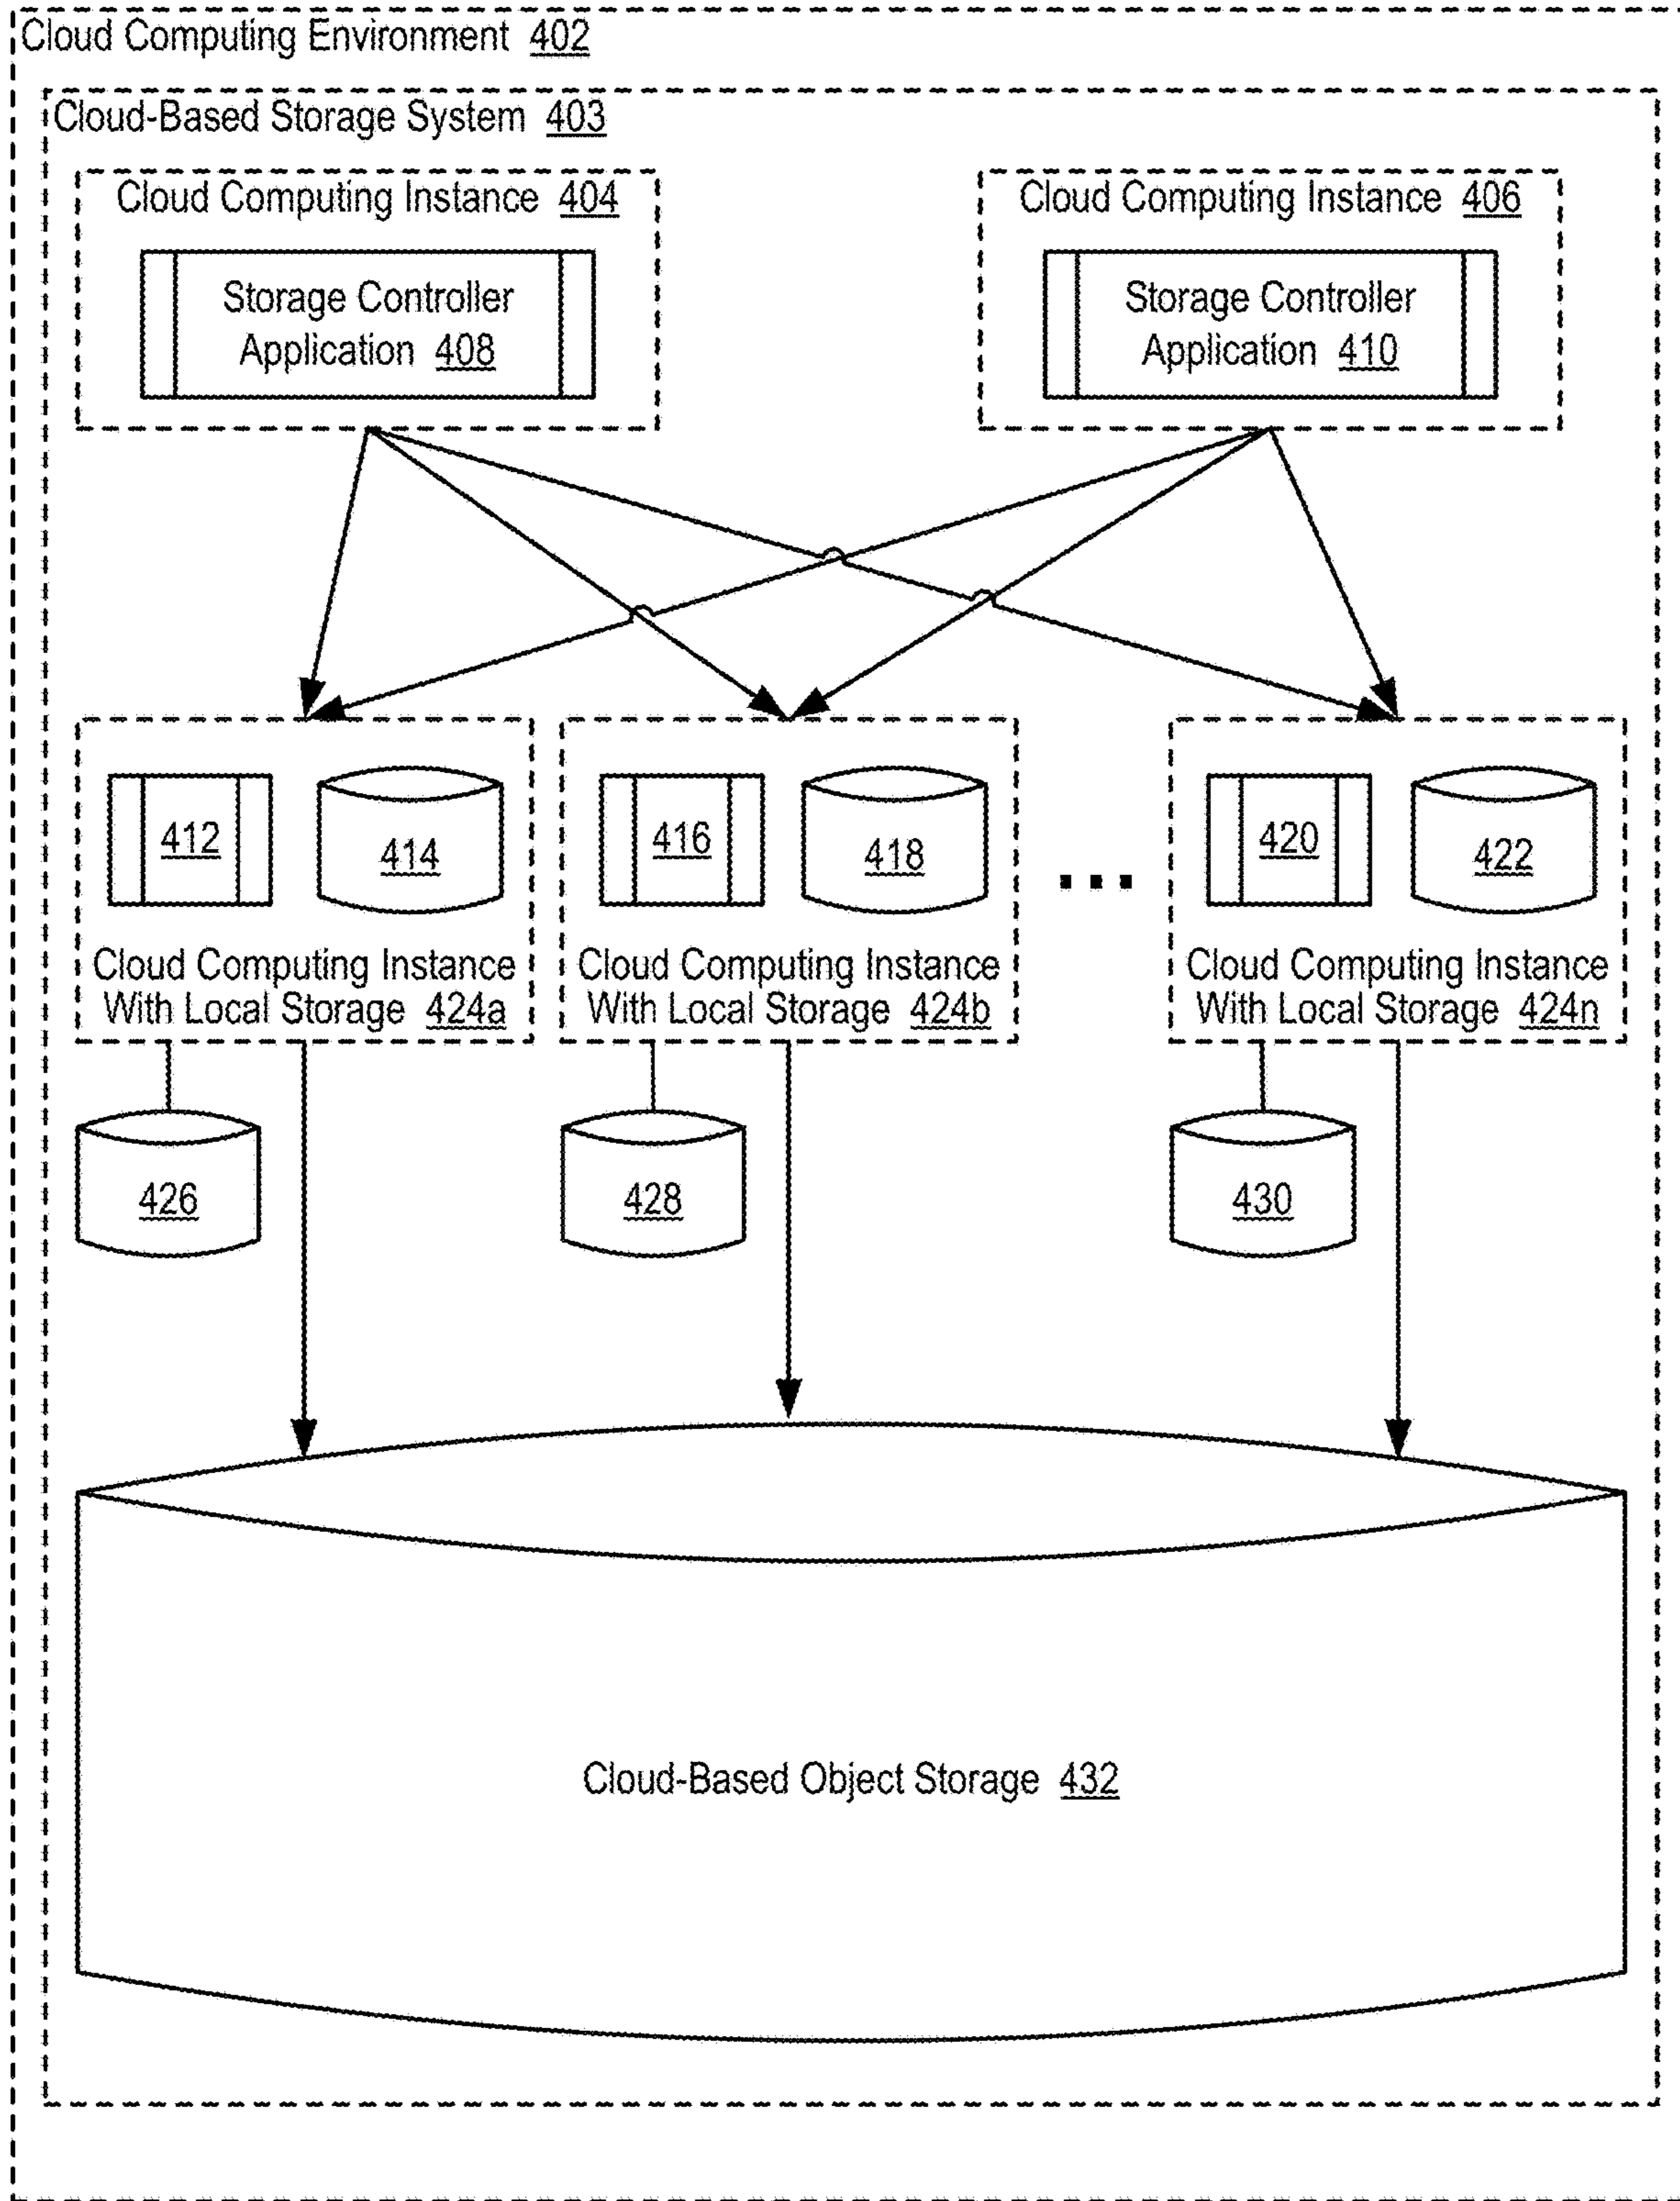 Cloud Computing Environment 402
Cloud-Based Storage System 403
Cloud Computing Instance 404
Storage Controller
Application 408
Cloud Computing Instance 406
Storage Controller
Application 410
412
414
Cloud Computing Instance
With Local Storage 424a
416
418
Cloud Computing Instance
With Local Storage 424b
...
420
422
Cloud Computing Instance
With Local Storage 424n
426
428
430
Cloud-Based Object Storage 432